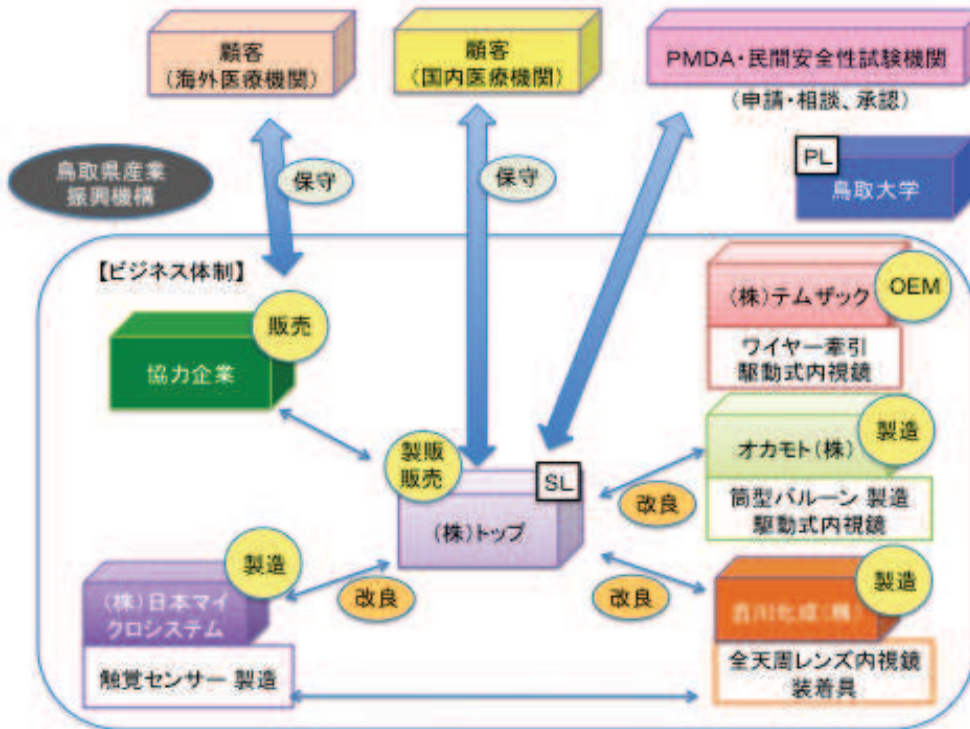 顧客
(海外医療機関)
顧客
(国内医療機関)
PMDA・民間安全性試験機関
(申請・相談、承認)
鳥取県産業
振興機構
保守
保守
PL
鳥取大学
【ビジネス体制】
販売
協力企業
(株)テムザック
OEM
ワイヤー牽引
駆動式内視鏡
製販
販売
SL
(株)トップ
オカモト(株)
製造
筒型バルーン 製造
駆動式内視鏡
改良
製造
(株)日本マイ
クロシステム
改良
触覚センサー 製造
改良
製造
化成(株)
全天周レンズ内視鏡
装着具